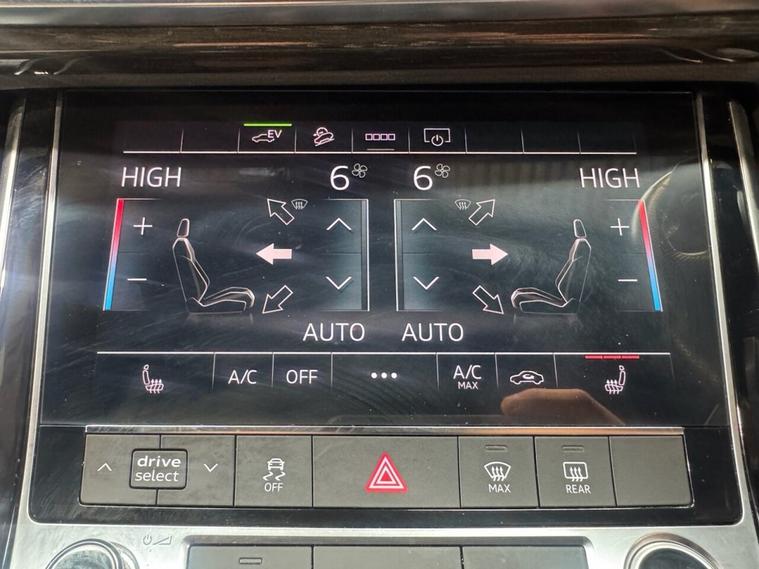 EV
HIGH 6 6 HIGH
AUTO AUTO
A/C OFF ••• A/C MAX
drive select OFF MAX REAR